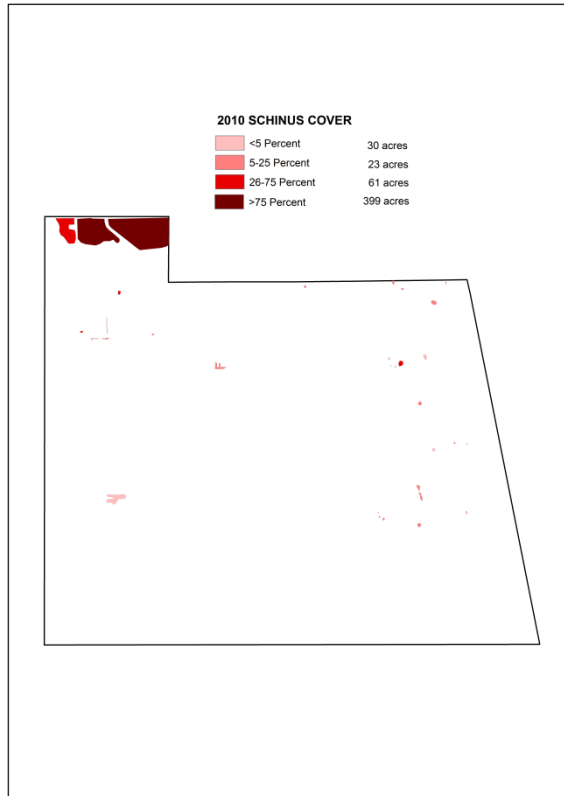 2010 SCHINUS COVER
<5 Percent 30 acres
5-25 Percent 23 acres
26-75 Percent 61 acres
>75 Percent 399 acres